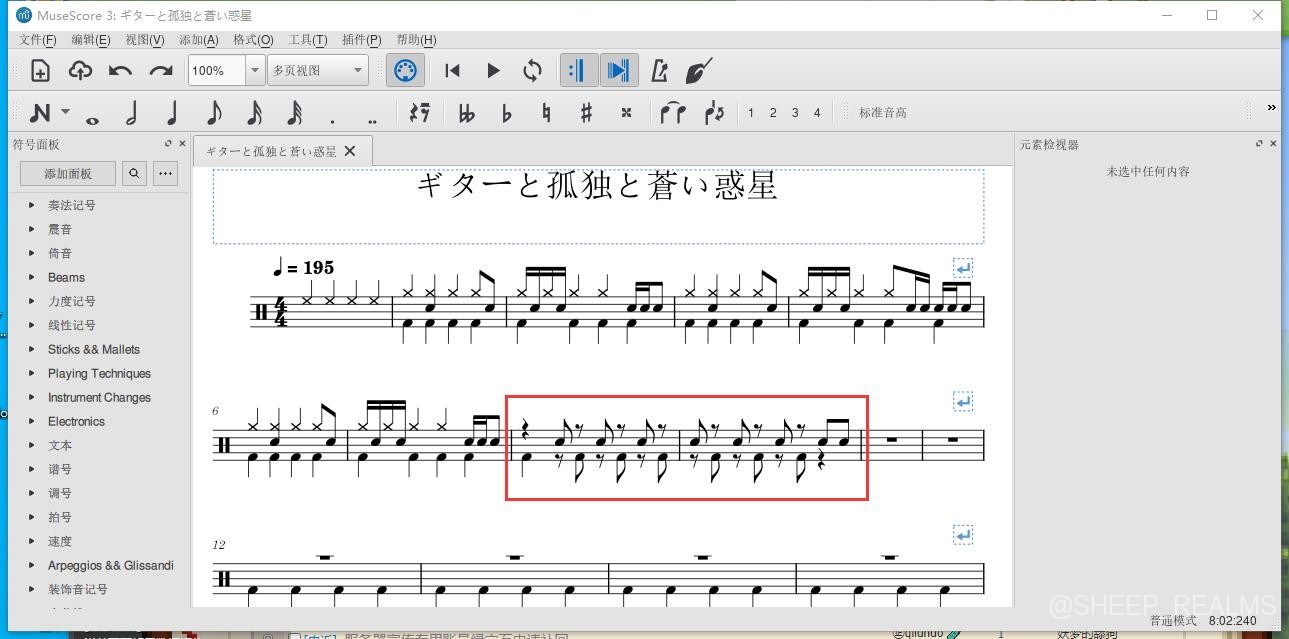 MuseScore 3: ギターと孤独と蒼い惑星
文件(F) 编辑(E) 视图(V) 添加(A) 格式(O) 工具(T) 插件(P) 帮助(H)
100% 多页视图
1 2 3 4 标准音高 »
符号面板
ギターと孤独と蒼い惑星
元素检视器
添加面板
未选中任何内容
奏法记号
震音
倚音
Beams
力度记号
线性记号
Sticks && Mallets
Playing Techniques
Instrument Changes
Electronics
文本
谱号
调号
拍号
速度
Arpeggios && Glissandi
装饰音记号
ギターと孤独と蒼い惑星
= 195
4
4
6
12
@SHEEP_REALMS
普通模式 8:02:240
@qiunuo 1 妖梦的舔狗